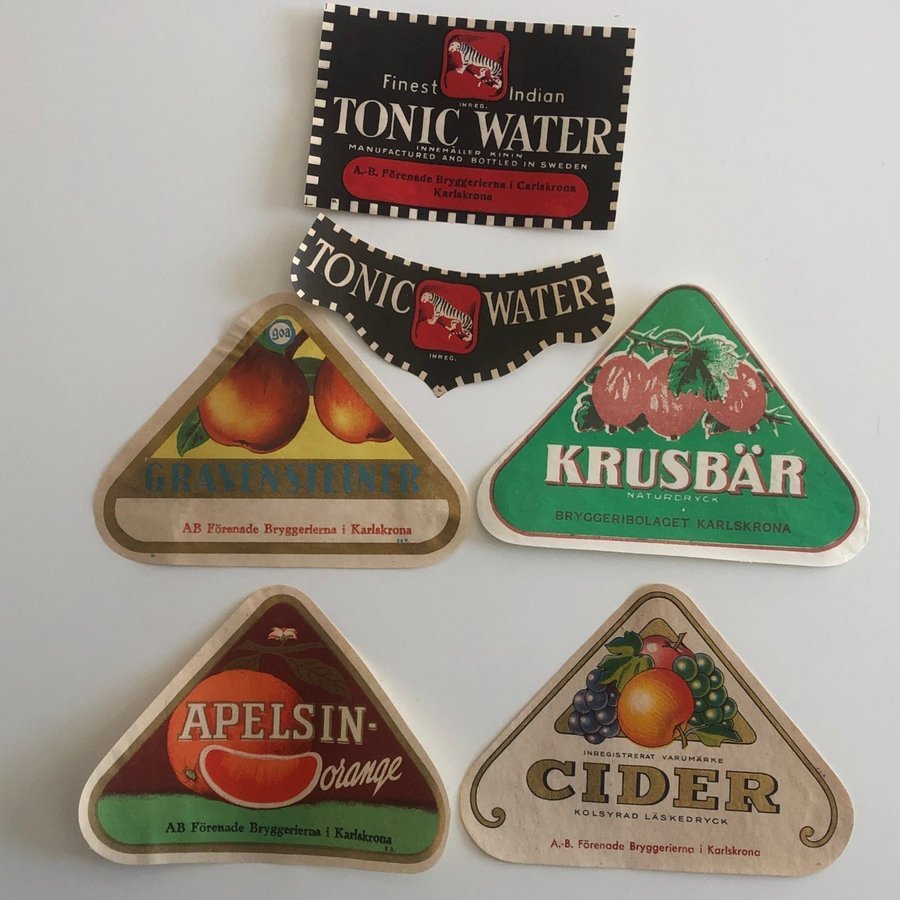 Finest Indian
INREG.
TONIC WATER
INNEHÅLLER KININ
MANUFACTURED AND BOTTLED IN SWEDEN
A.-B. Förenade Bryggerierna i Carlskrona
Karlskrona
TONIC WATER
INREG.
goa
GRAVENSTEINER
AB Förenade Bryggerierna i Karlskrona
KRUSBÄR
NATURDRYCK
BRYGGERIBOLAGET KARLSKRONA
APELSIN-
orange
AB Förenade Bryggerierna i Karlskrona
INREGISTRERAT VARUMÄRKE
CIDER
KOLSYRAD LÄSKEDRYCK
A.-B. Förenade Bryggerierna i Karlskrona